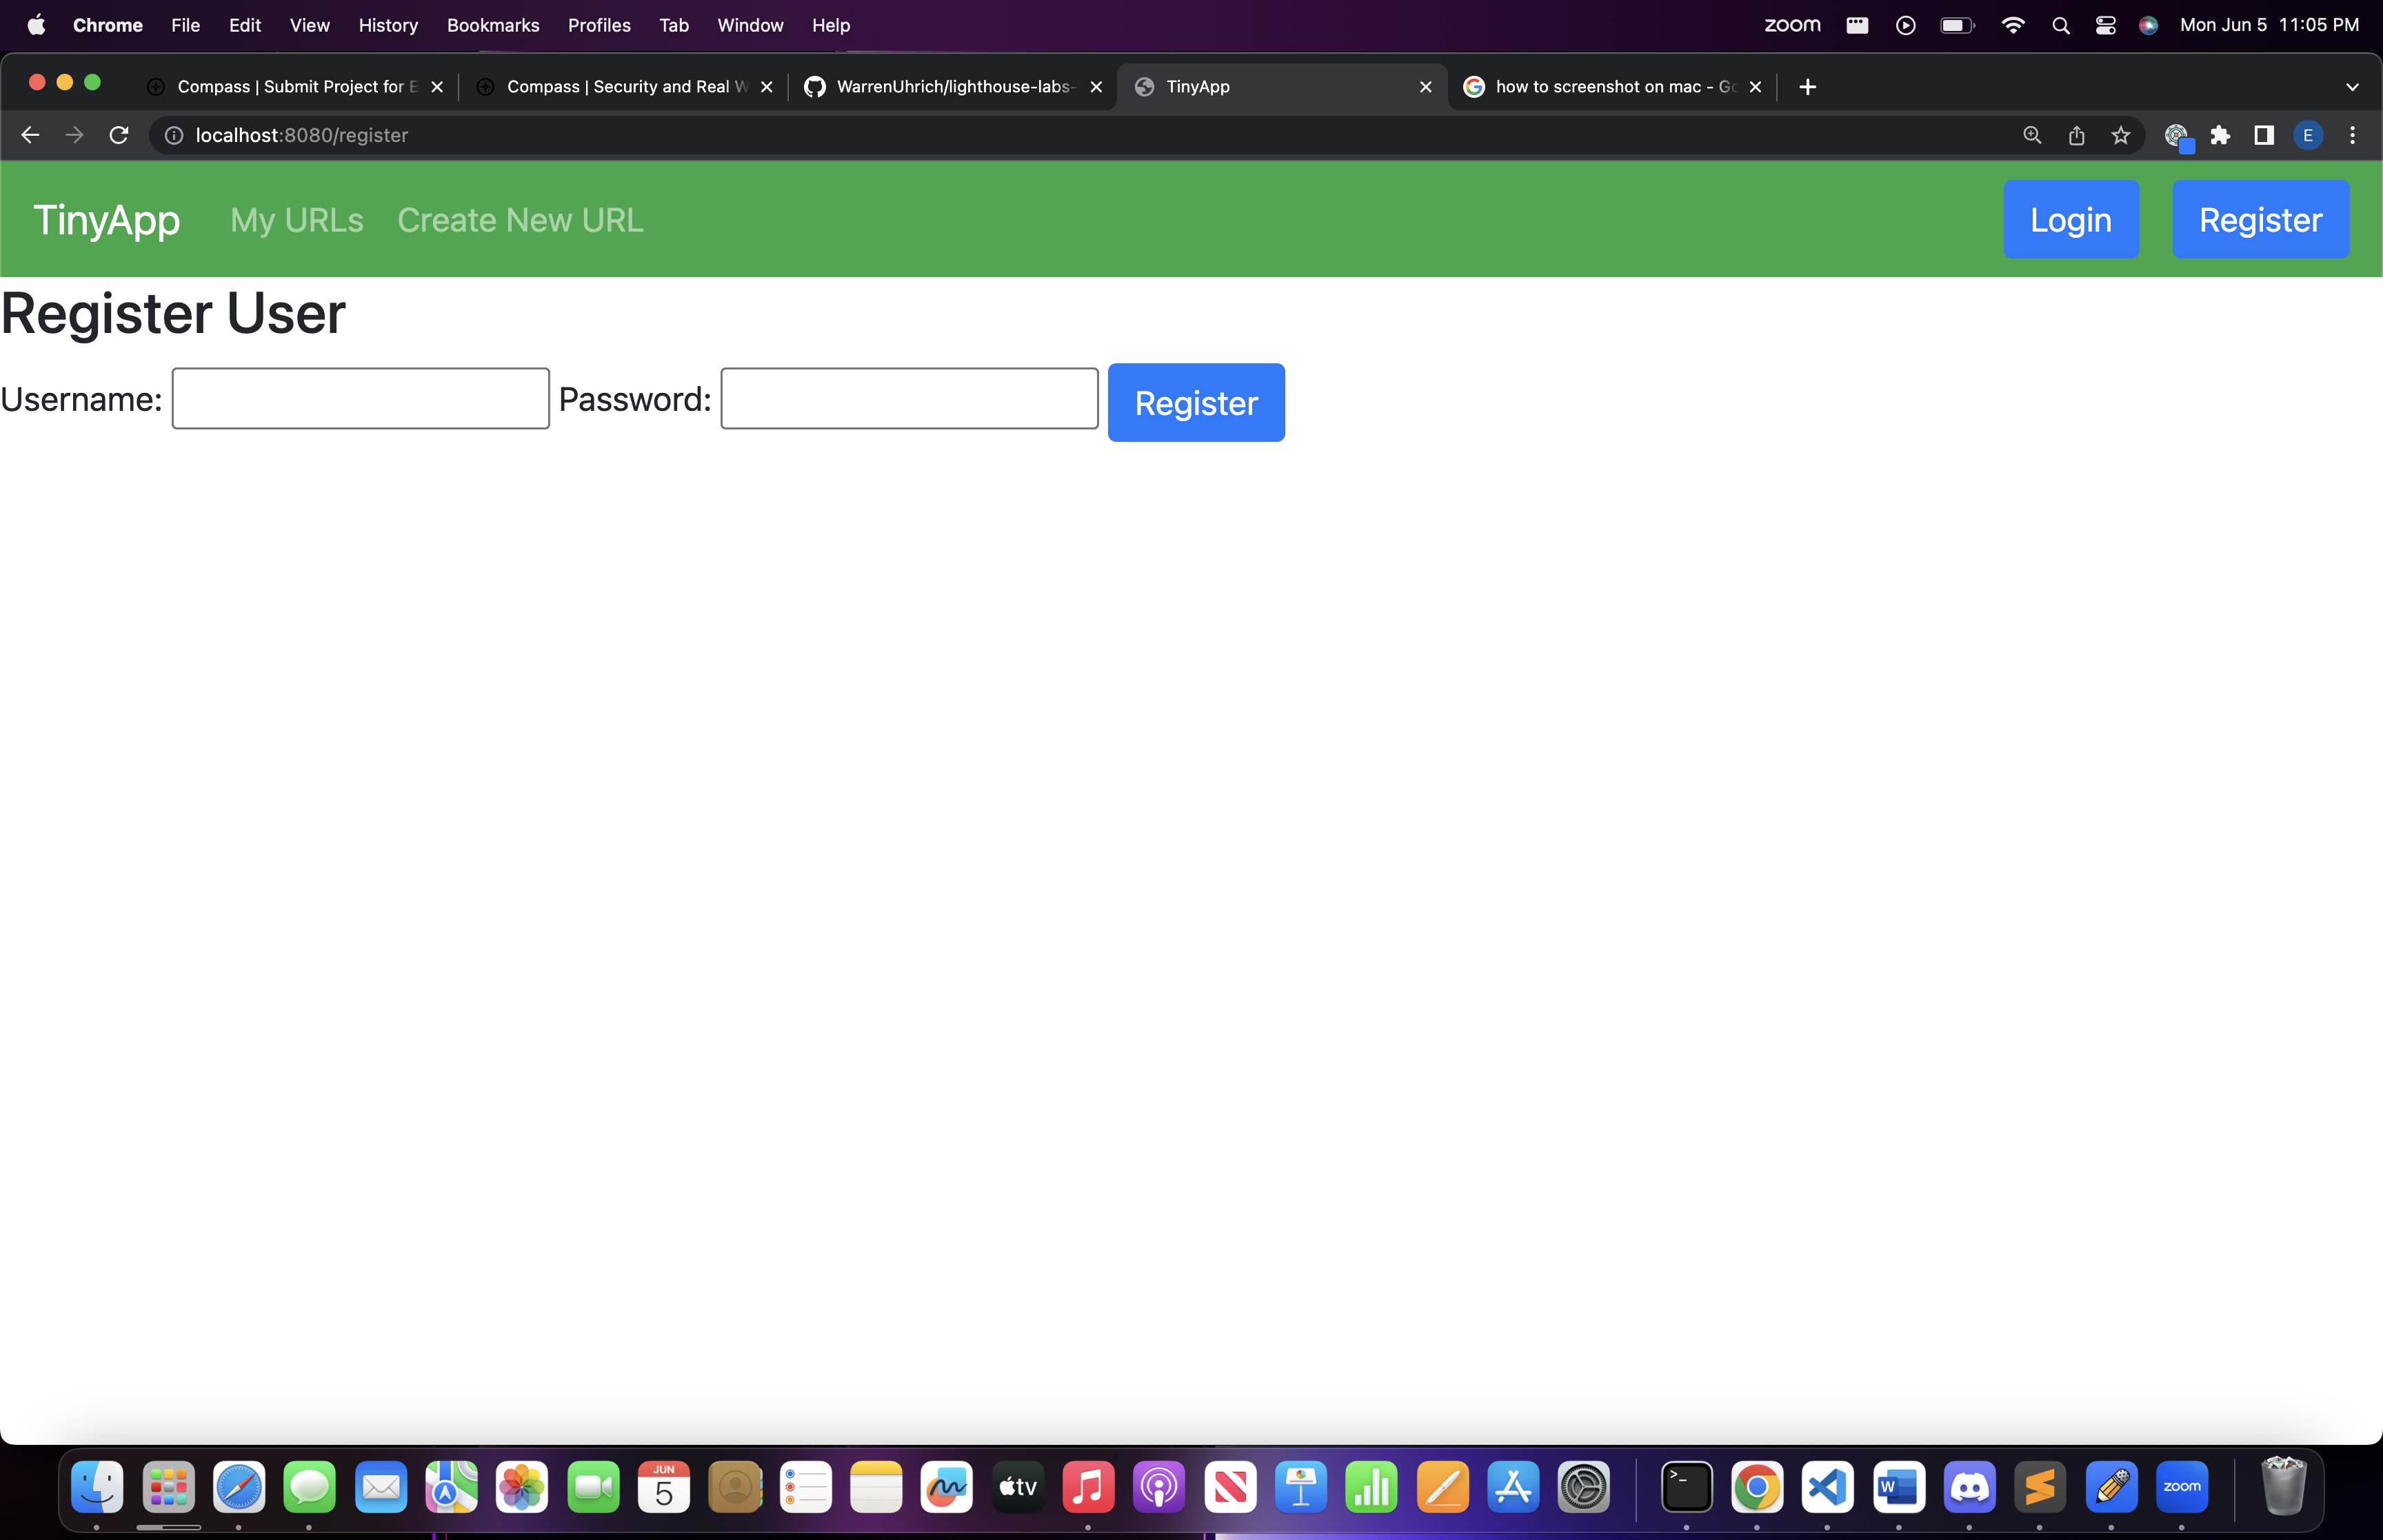 Chrome File Edit View History Bookmarks Profiles Tab Window Help zoom Mon Jun 5 11:05 PM
Compass | Submit Project for E Compass | Security and Real W WarrenUhrich/lighthouse-labs- TinyApp how to screenshot on mac - Go
localhost:8080/register E
TinyApp My URLs Create New URL Login Register
Register User
Username: Password: Register
JUN
5 tv >_ W zoom